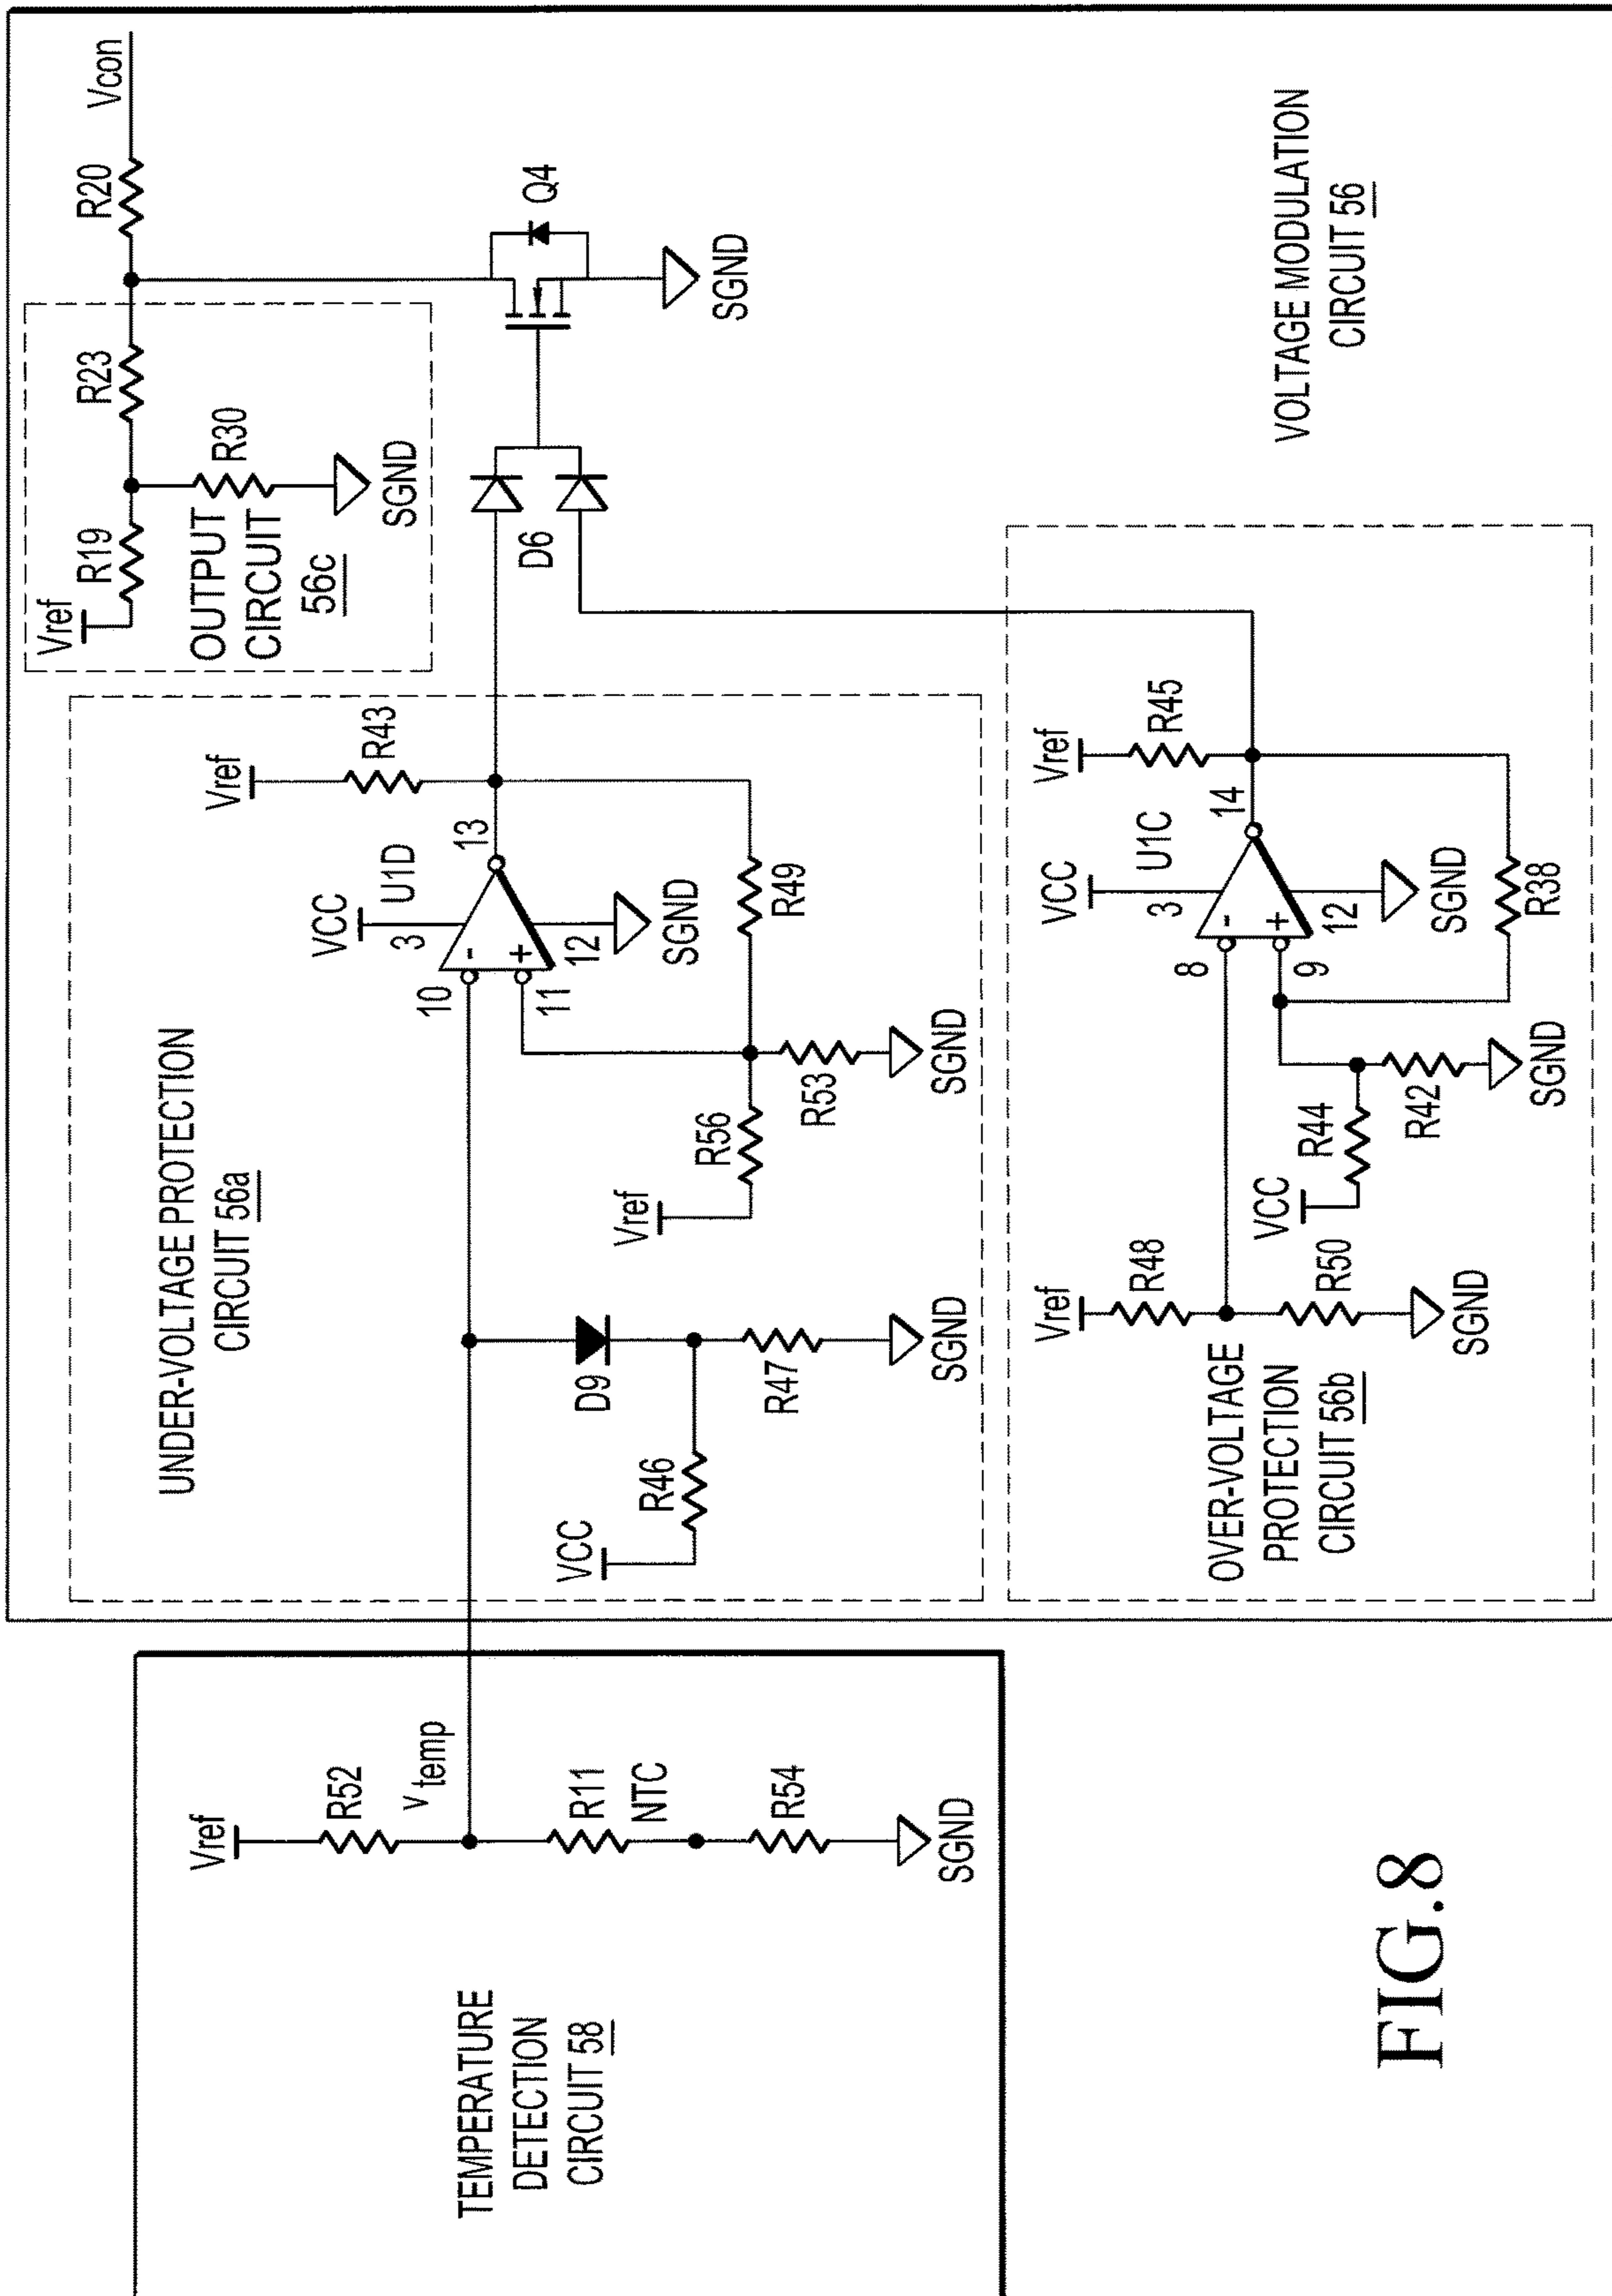 Vref
R52
Vtemp
R11
NTC
R54
SGND
TEMPERATURE
DETECTION
CIRCUIT 58
UNDER-VOLTAGE PROTECTION
CIRCUIT 56a
VCC
R46
D9
R47
SGND
Vref
R56
R53
SGND
10
11
-
+
VCC
3
U1D
12
SGND
13
R49
Vref
R43
Vref
R19
R23
R30
SGND
OUTPUT
CIRCUIT
56c
R20
Vcon
D6
Q4
SGND
OVER-VOLTAGE
PROTECTION
CIRCUIT 56b
Vref
R48
R50
SGND
VCC
R44
R42
SGND
8
9
-
+
VCC
3
U1C
12
SGND
14
R38
Vref
R45
VOLTAGE MODULATION
CIRCUIT 56
FIG.8